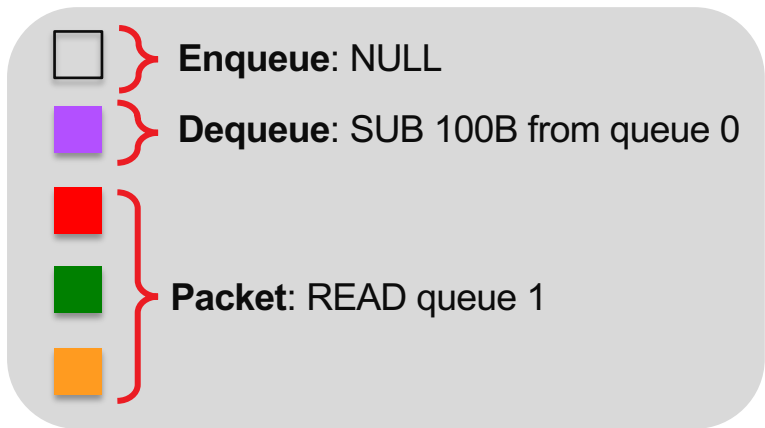 Enqueue: NULL
Dequeue: SUB 100B from queue 0
Packet: READ queue 1